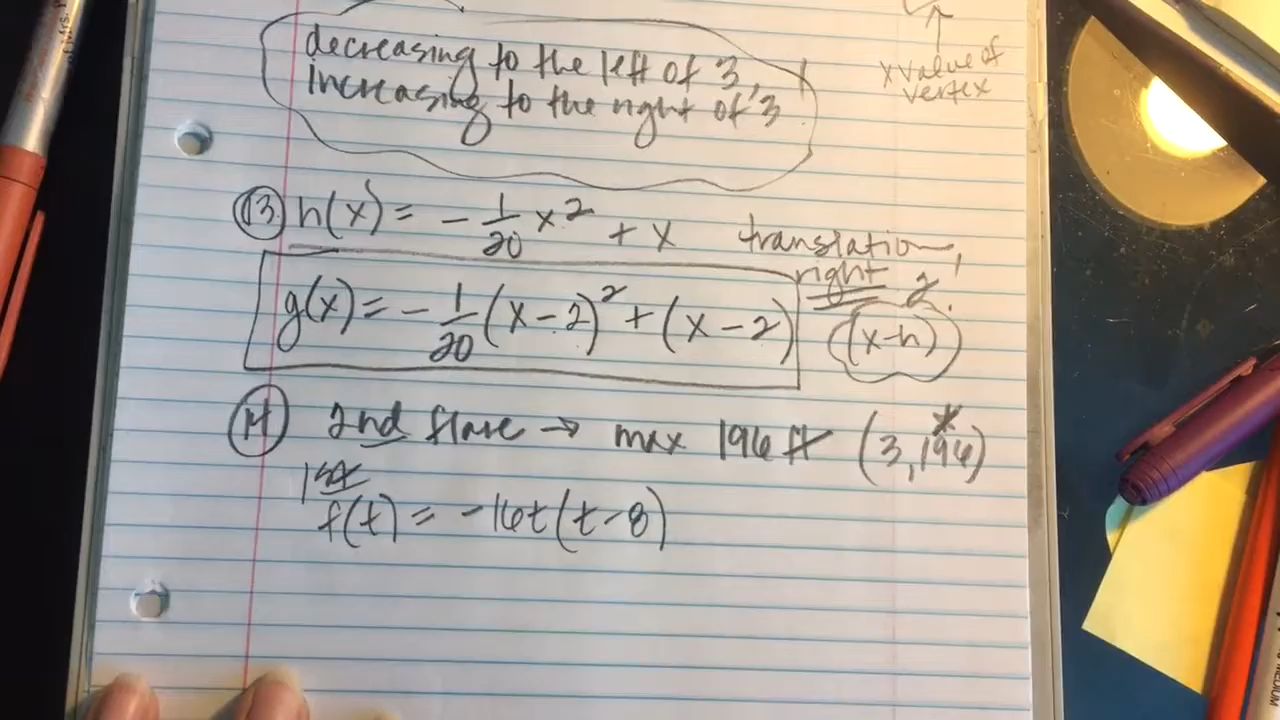 x value of
vertex
decreasing to the left of 3,
increasing to the right of 3
13 h(x) = -1/20 x² + x translation,
right 2.
g(x) = -1/20 (x-2)² + (x-2) (x-h)
14 2nd flare → max 196 ft (3,196)
1st
f(t) = -16t(t-8)